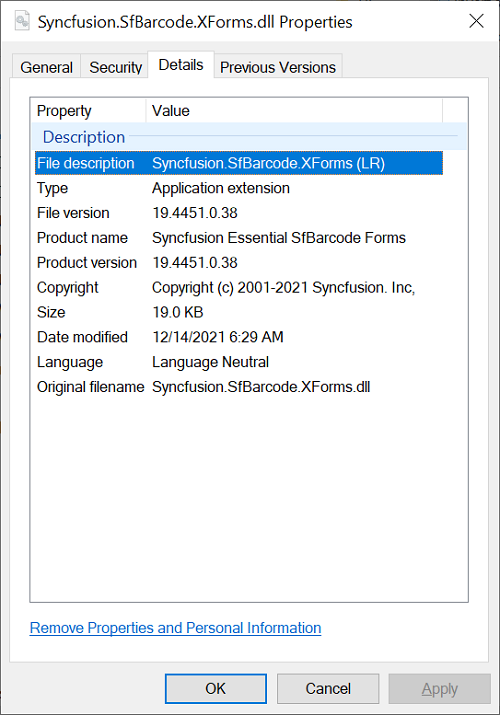 Syncfusion.SfBarcode.XForms.dll Properties
General Security Details Previous Versions
Property Value
Description
File description Syncfusion.SfBarcode.XForms (LR)
Type Application extension
File version 19.4451.0.38
Product name Syncfusion Essential SfBarcode Forms
Product version 19.4451.0.38
Copyright Copyright (c) 2001-2021 Syncfusion. Inc,
Size 19.0 KB
Date modified 12/14/2021 6:29 AM
Language Language Neutral
Original filename Syncfusion.SfBarcode.XForms.dll
Remove Properties and Personal Information
OK Cancel Apply